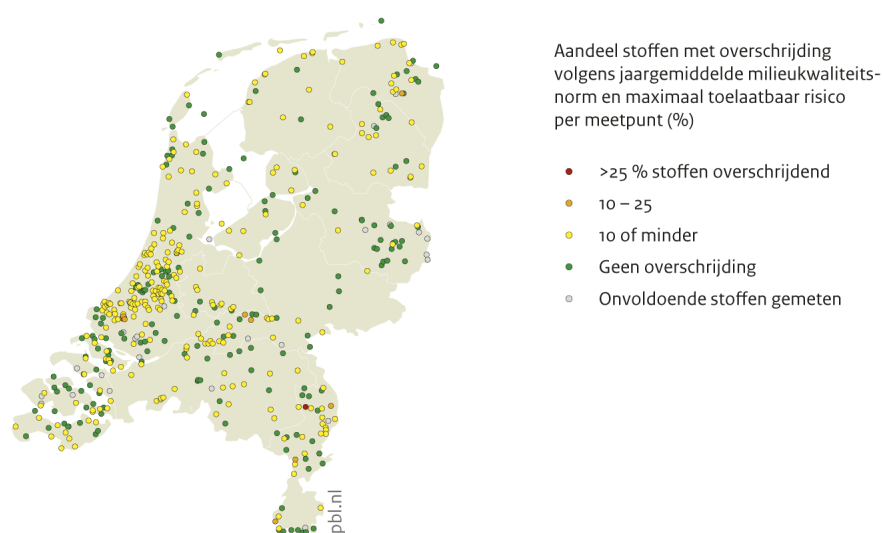 Aandeel stoffen met overschrijding
volgens jaargemiddelde milieukwaliteits-
norm en maximaal toelaatbaar risico
per meetpunt (%)
>25 % stoffen overschrijdend
10 – 25
10 of minder
Geen overschrijding
Onvoldoende stoffen gemeten
pbl.nl